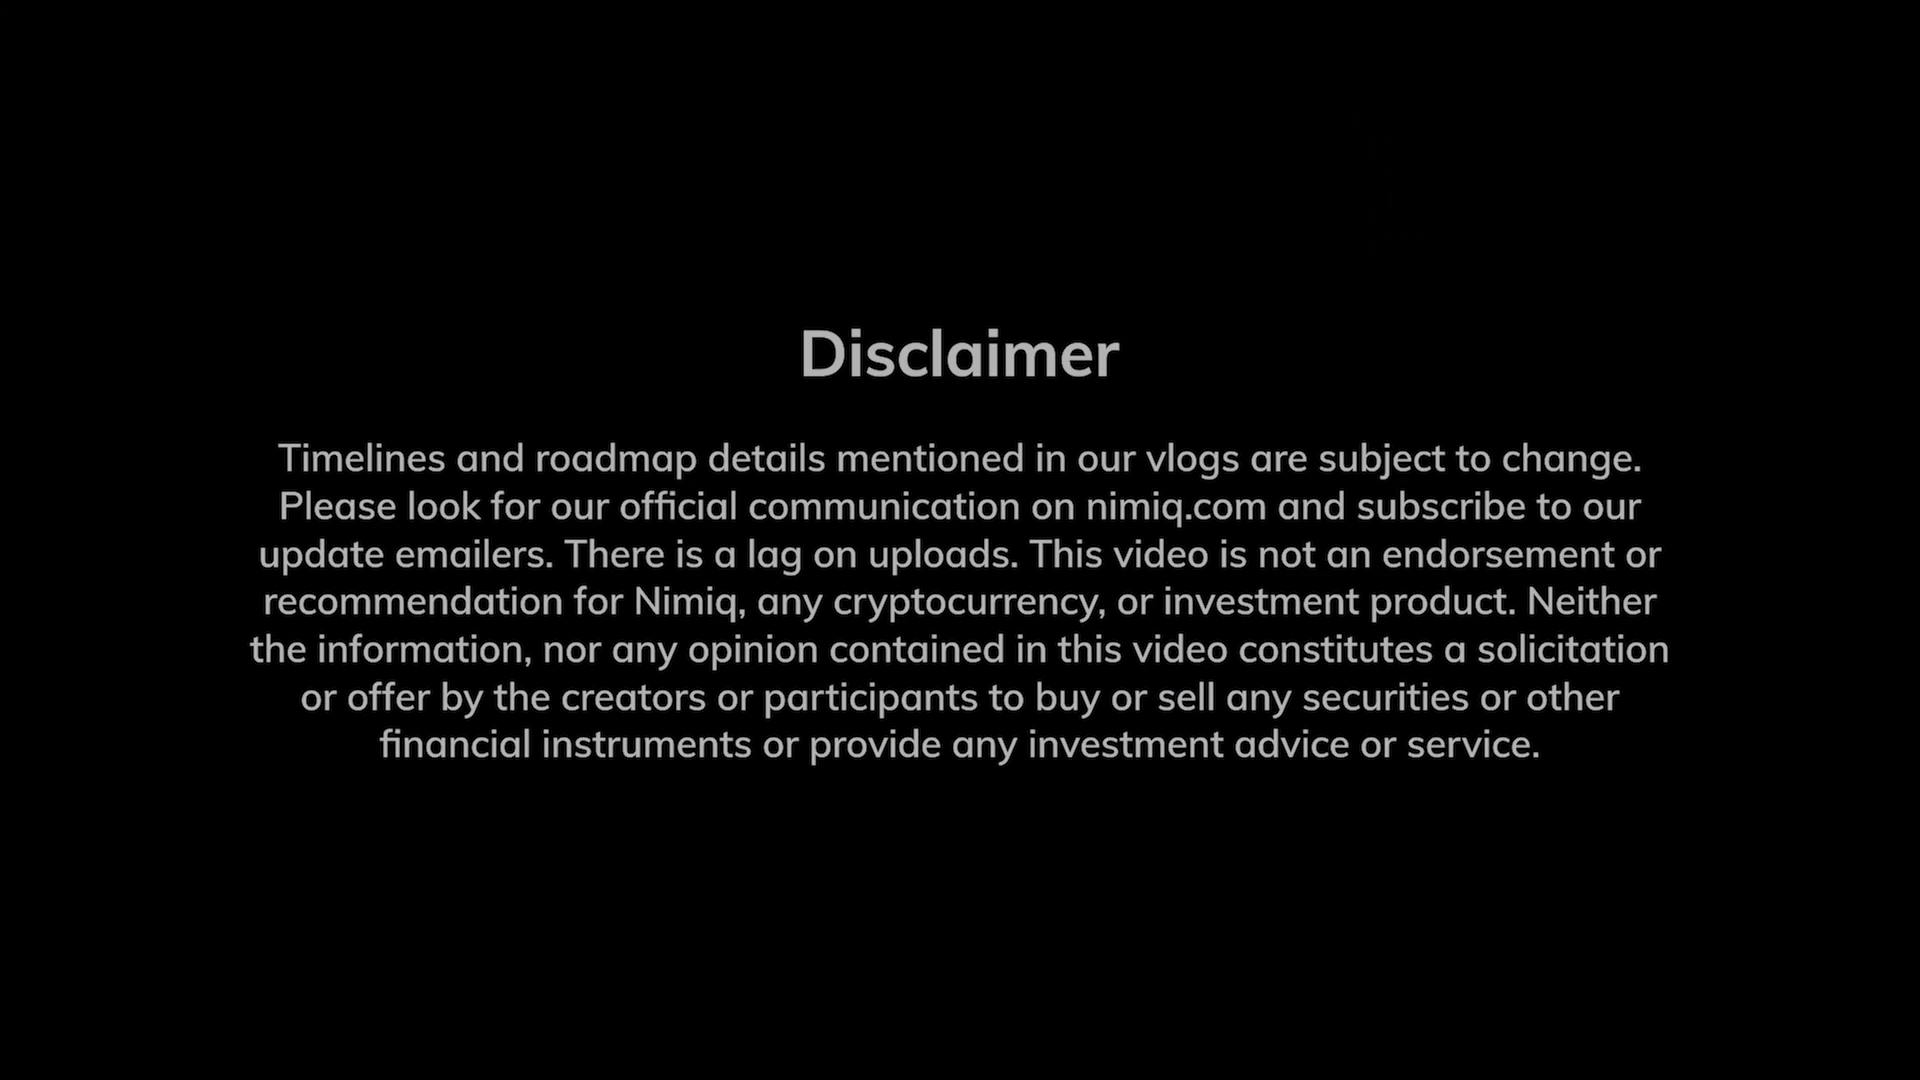 Disclaimer
Timelines and roadmap details mentioned in our vlogs are subject to change.
Please look for our official communication on nimiq.com and subscribe to our
update emailers. There is a lag on uploads. This video is not an endorsement or
recommendation for Nimiq, any cryptocurrency, or investment product. Neither
the information, nor any opinion contained in this video constitutes a solicitation
or offer by the creators or participants to buy or sell any securities or other
financial instruments or provide any investment advice or service.